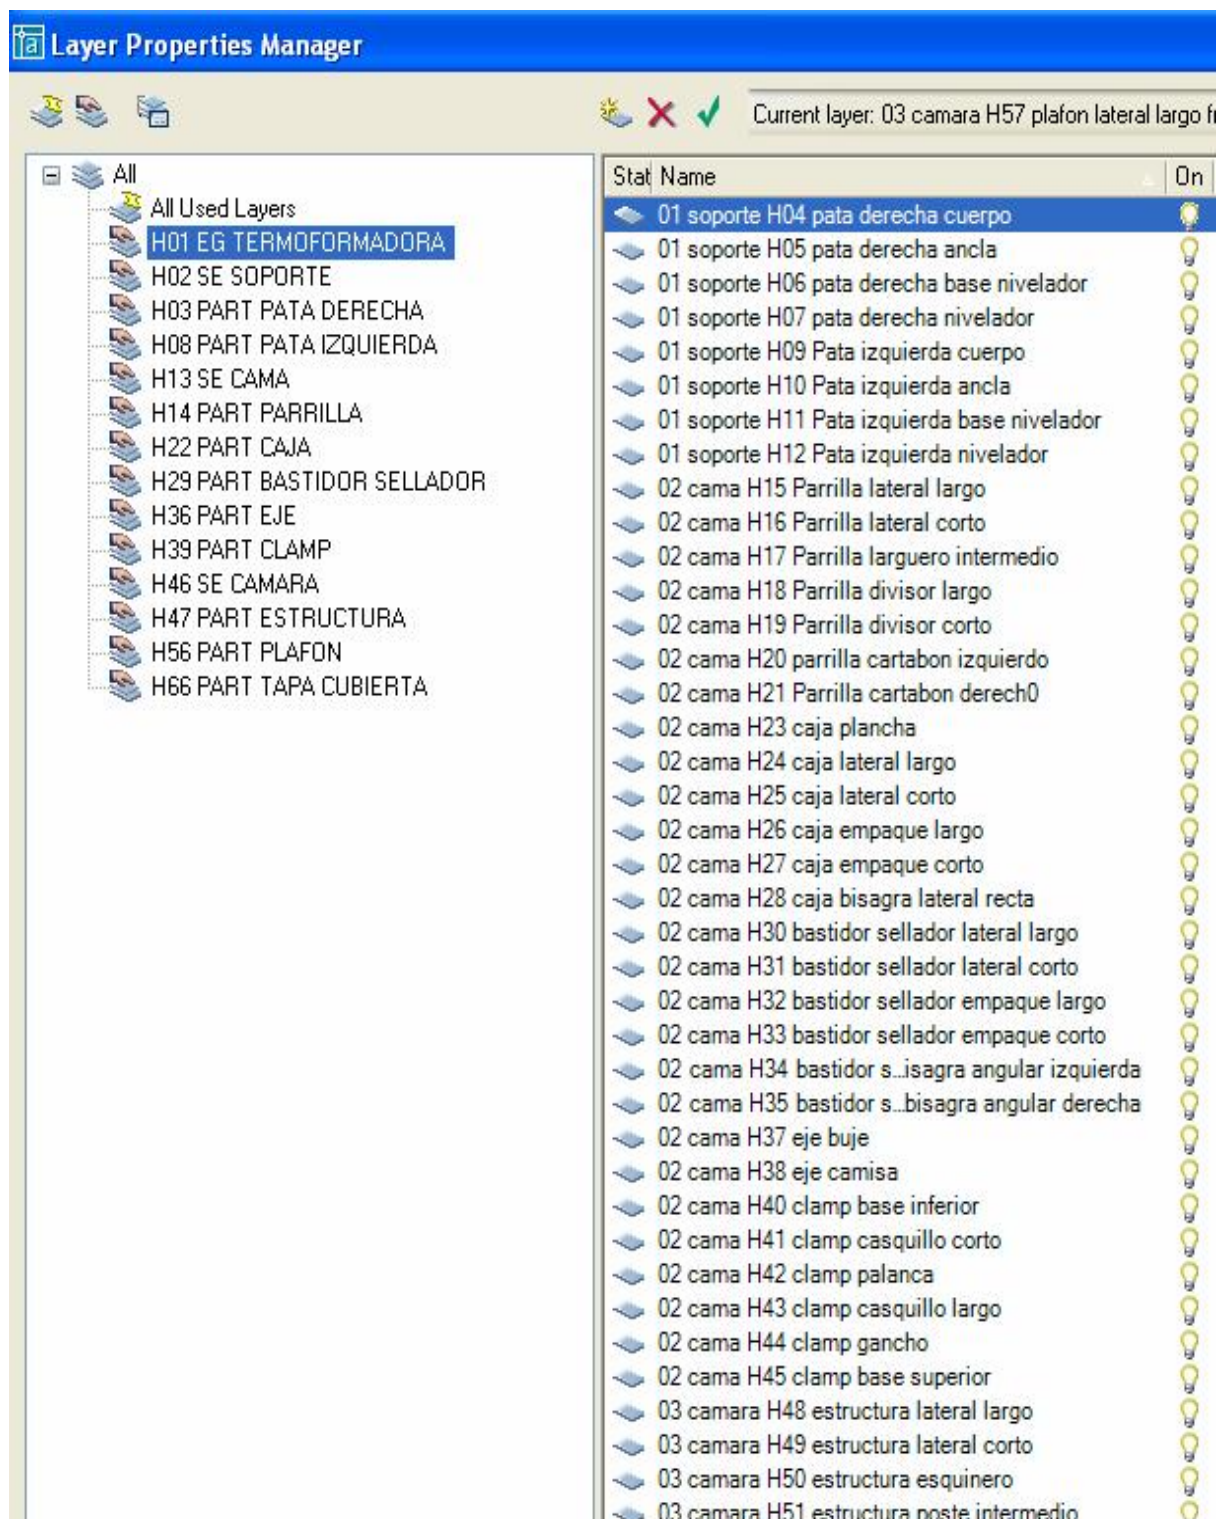 Layer Properties Manager
Current layer: 03 camara H57 plafon lateral largo fr
All
All Used Layers
H01 EG TERMOFORMADORA
H02 SE SOPORTE
H03 PART PATA DERECHA
H08 PART PATA IZQUIERDA
H13 SE CAMA
H14 PART PARRILLA
H22 PART CAJA
H29 PART BASTIDOR SELLADOR
H36 PART EJE
H39 PART CLAMP
H46 SE CAMARA
H47 PART ESTRUCTURA
H56 PART PLAFON
H66 PART TAPA CUBIERTA
Stat Name On
01 soporte H04 pata derecha cuerpo
01 soporte H05 pata derecha ancla
01 soporte H06 pata derecha base nivelador
01 soporte H07 pata derecha nivelador
01 soporte H09 Pata izquierda cuerpo
01 soporte H10 Pata izquierda ancla
01 soporte H11 Pata izquierda base nivelador
01 soporte H12 Pata izquierda nivelador
02 cama H15 Parrilla lateral largo
02 cama H16 Parrilla lateral corto
02 cama H17 Parrilla larguero intermedio
02 cama H18 Parrilla divisor largo
02 cama H19 Parrilla divisor corto
02 cama H20 parrilla cartabon izquierdo
02 cama H21 Parrilla cartabon derech0
02 cama H23 caja plancha
02 cama H24 caja lateral largo
02 cama H25 caja lateral corto
02 cama H26 caja empaque largo
02 cama H27 caja empaque corto
02 cama H28 caja bisagra lateral recta
02 cama H30 bastidor sellador lateral largo
02 cama H31 bastidor sellador lateral corto
02 cama H32 bastidor sellador empaque largo
02 cama H33 bastidor sellador empaque corto
02 cama H34 bastidor s...isagra angular izquierda
02 cama H35 bastidor s...bisagra angular derecha
02 cama H37 eje buje
02 cama H38 eje camisa
02 cama H40 clamp base inferior
02 cama H41 clamp casquillo corto
02 cama H42 clamp palanca
02 cama H43 clamp casquillo largo
02 cama H44 clamp gancho
02 cama H45 clamp base superior
03 camara H48 estructura lateral largo
03 camara H49 estructura lateral corto
03 camara H50 estructura esquinero
03 camara H51 estructura poste intermedio